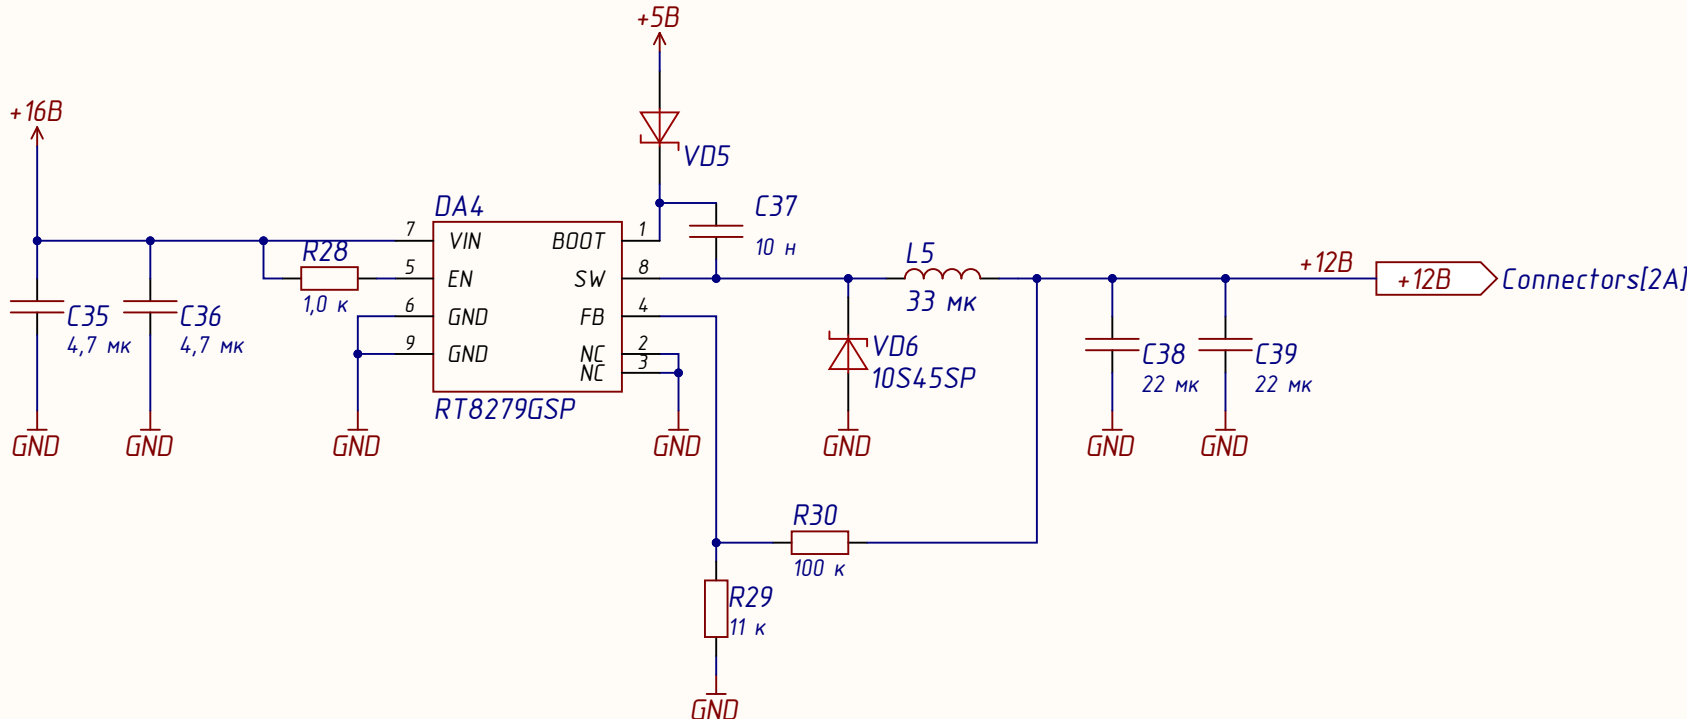 +5В
+16В
VD5
DA4
C37
10 н
7
VIN
BOOT
1
R28
1,0 к
5
EN
SW
8
6
GND
FB
4
9
GND
NC
2
NC
3
RT8279GSP
L5
33 мк
+12В
+12В
Connectors[2A]
C35
4,7 мк
C36
4,7 мк
VD6
10S45SP
C38
22 мк
C39
22 мк
GND
GND
GND
GND
GND
GND
GND
R30
100 к
R29
11 к
GND